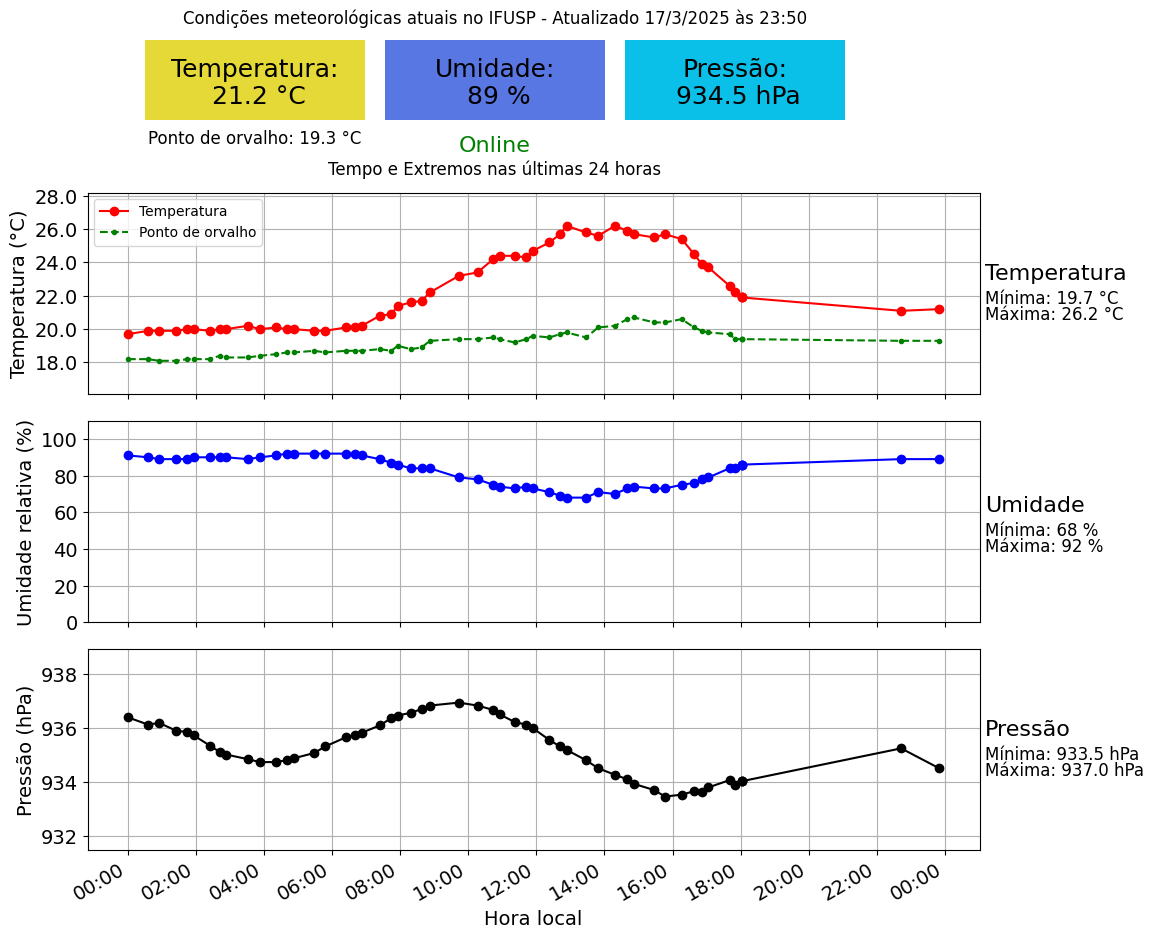 Condições meteorológicas atuais no IFUSP - Atualizado 17/3/2025 às 23:50
Temperatura:
21.2 °C
Umidade:
89 %
Pressão:
934.5 hPa
Ponto de orvalho: 19.3 °C
Online
Tempo e Extremos nas últimas 24 horas
Temperatura (°C)
28.0
26.0
24.0
22.0
20.0
18.0
Temperatura
Ponto de orvalho
Temperatura
Mínima: 19.7 °C
Máxima: 26.2 °C
Umidade relativa (%)
100
80
60
40
20
0
Umidade
Mínima: 68 %
Máxima: 92 %
Pressão (hPa)
938
936
934
932
Pressão
Mínima: 933.5 hPa
Máxima: 937.0 hPa
00:00 02:00 04:00 06:00 08:00 10:00 12:00 14:00 16:00 18:00 20:00 22:00 00:00
Hora local